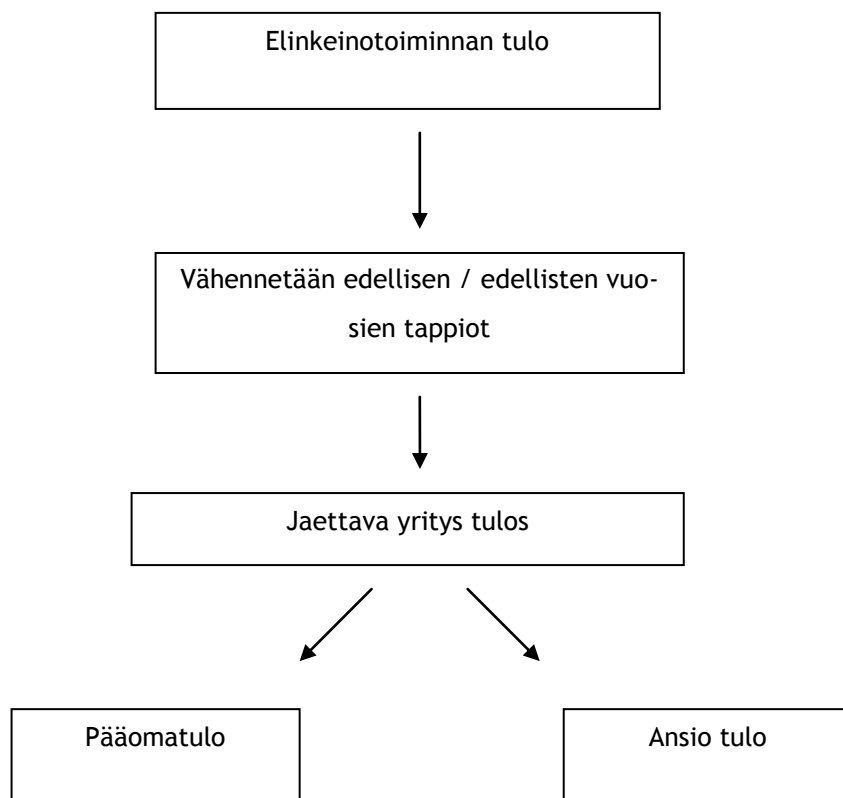 Elinkeinotoiminnan tulo
Vähennetään edellisen / edellisten vuo-
sien tappiot
Jaettava yritys tulos
Pääomatulo
Ansio tulo